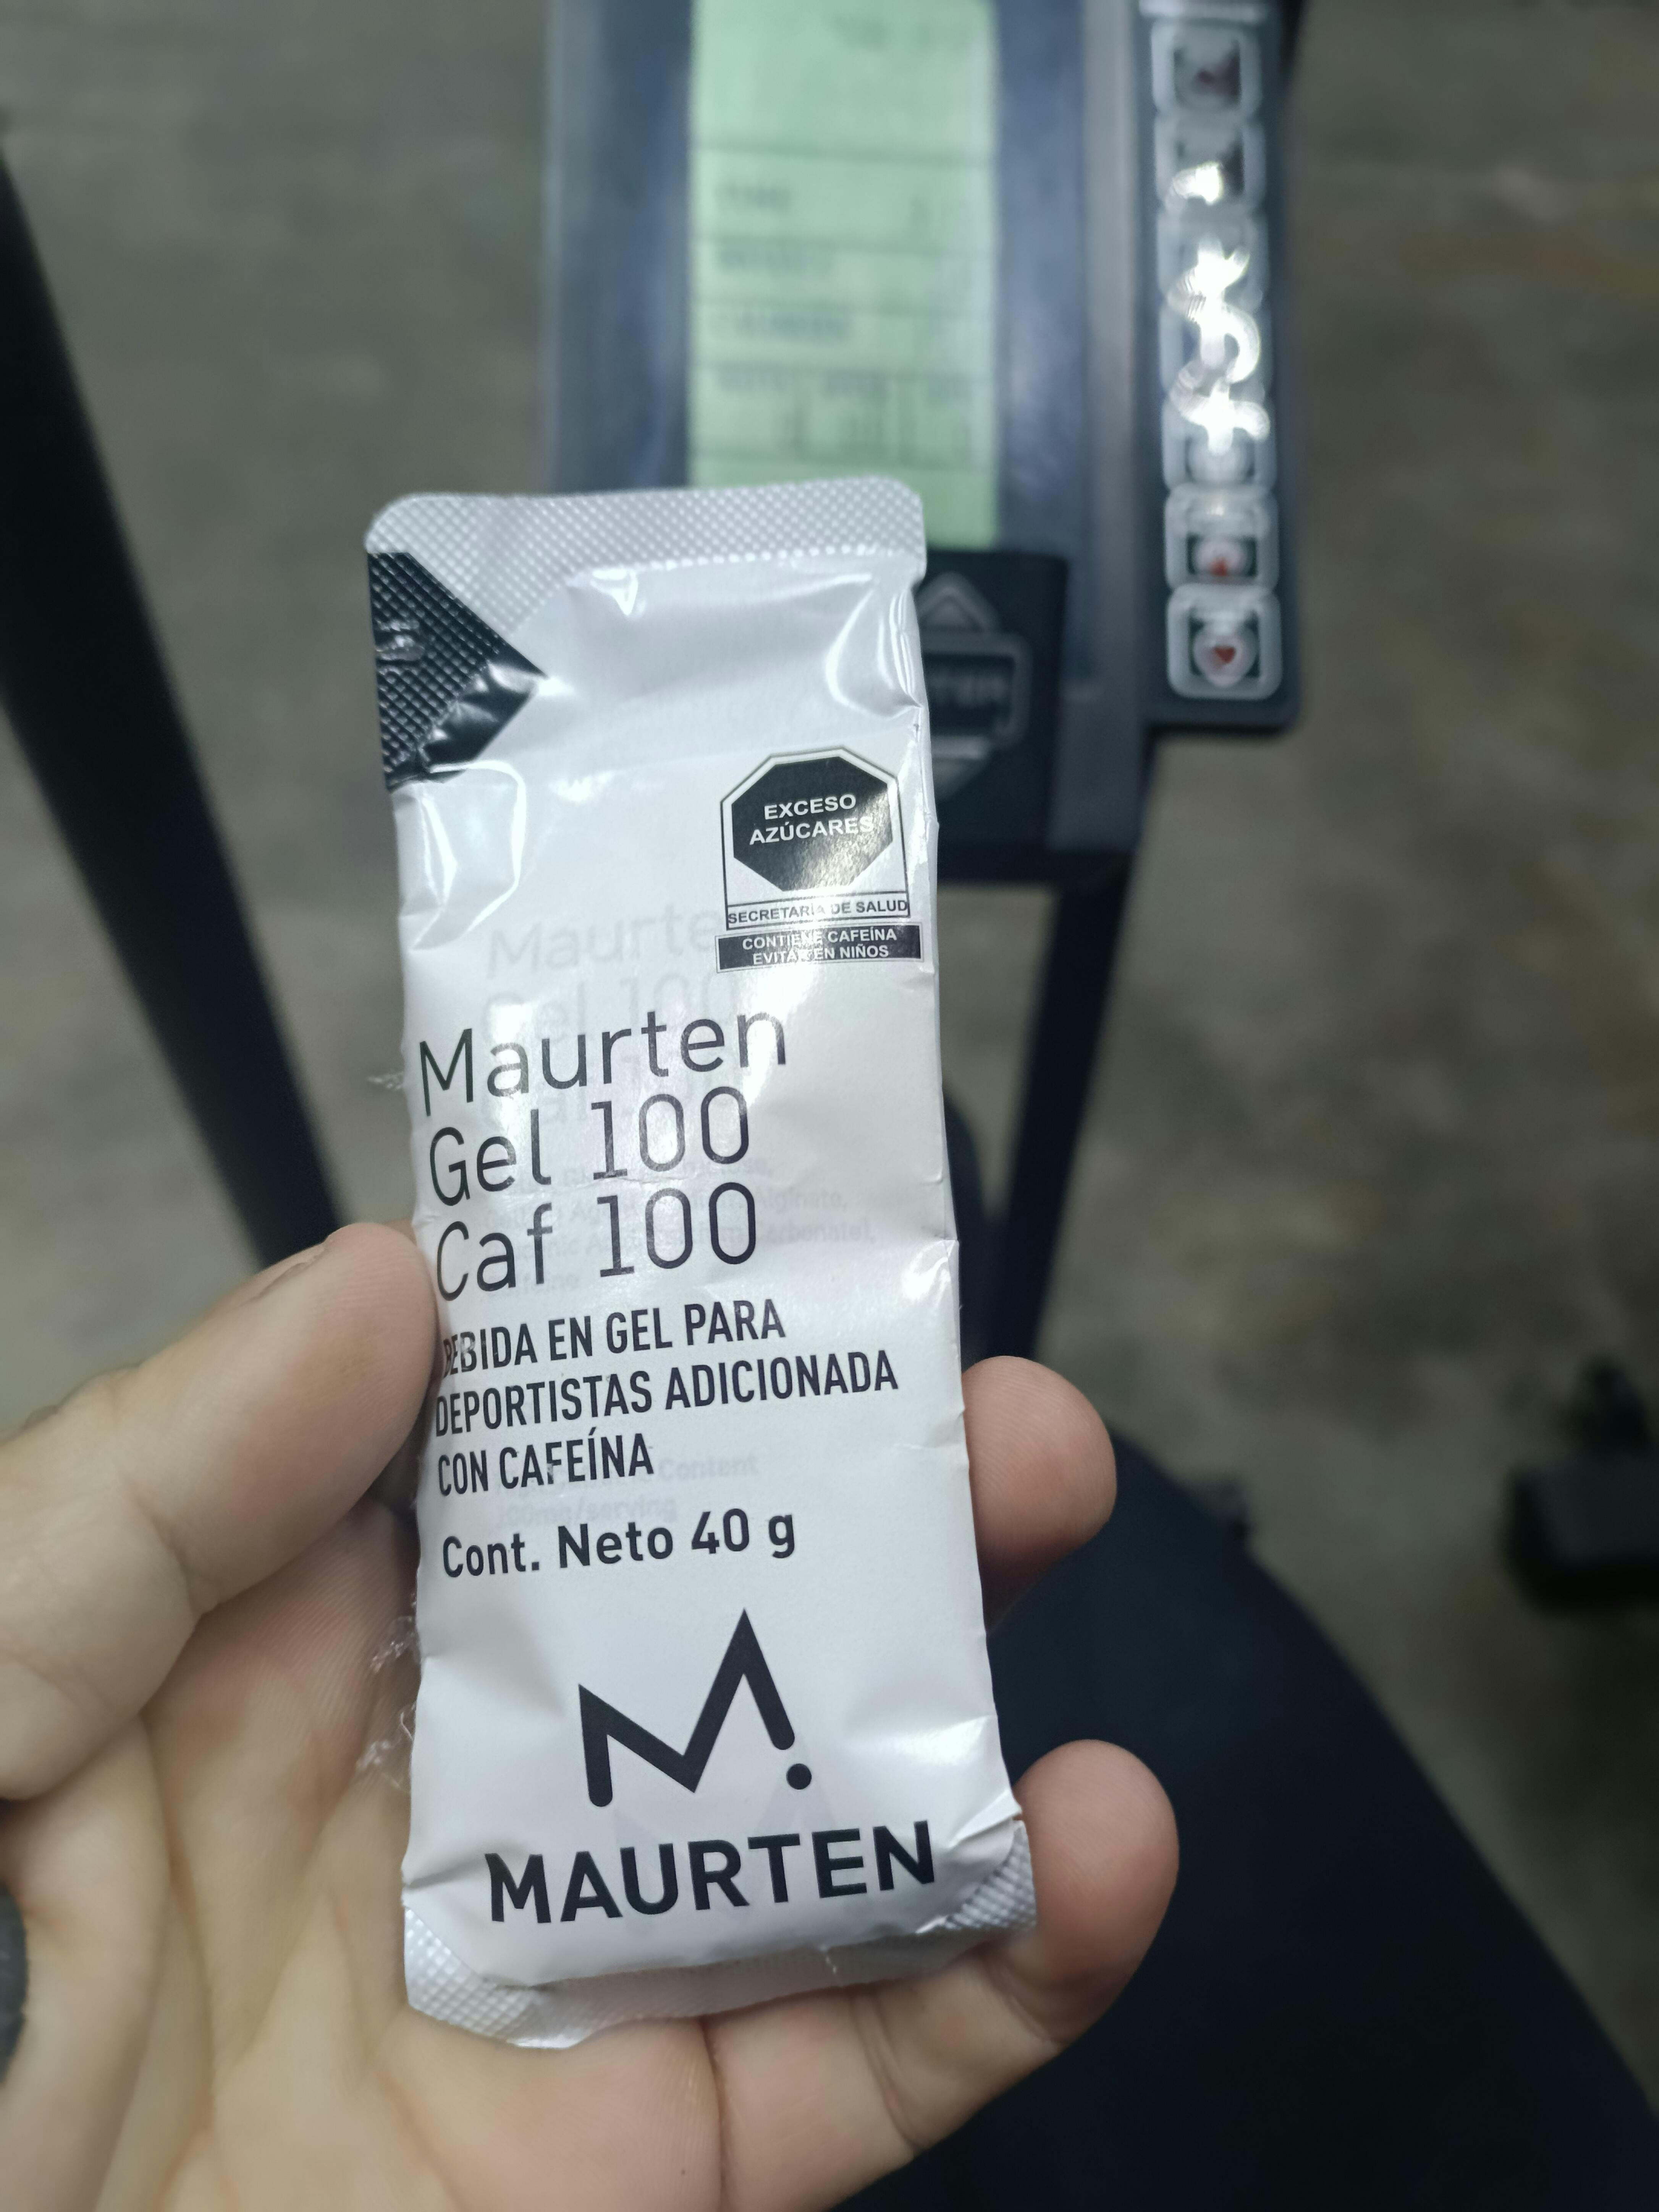 EXCESO
AZÚCARES
SECRETARÍA DE SALUD
CONTIENE CAFEÍNA
EVITAR EN NIÑOS
Maurten
Gel 100
Caf 100
BEBIDA EN GEL PARA
DEPORTISTAS ADICIONADA
CON CAFEÍNA
Cont. Neto 40 g
MAURTEN